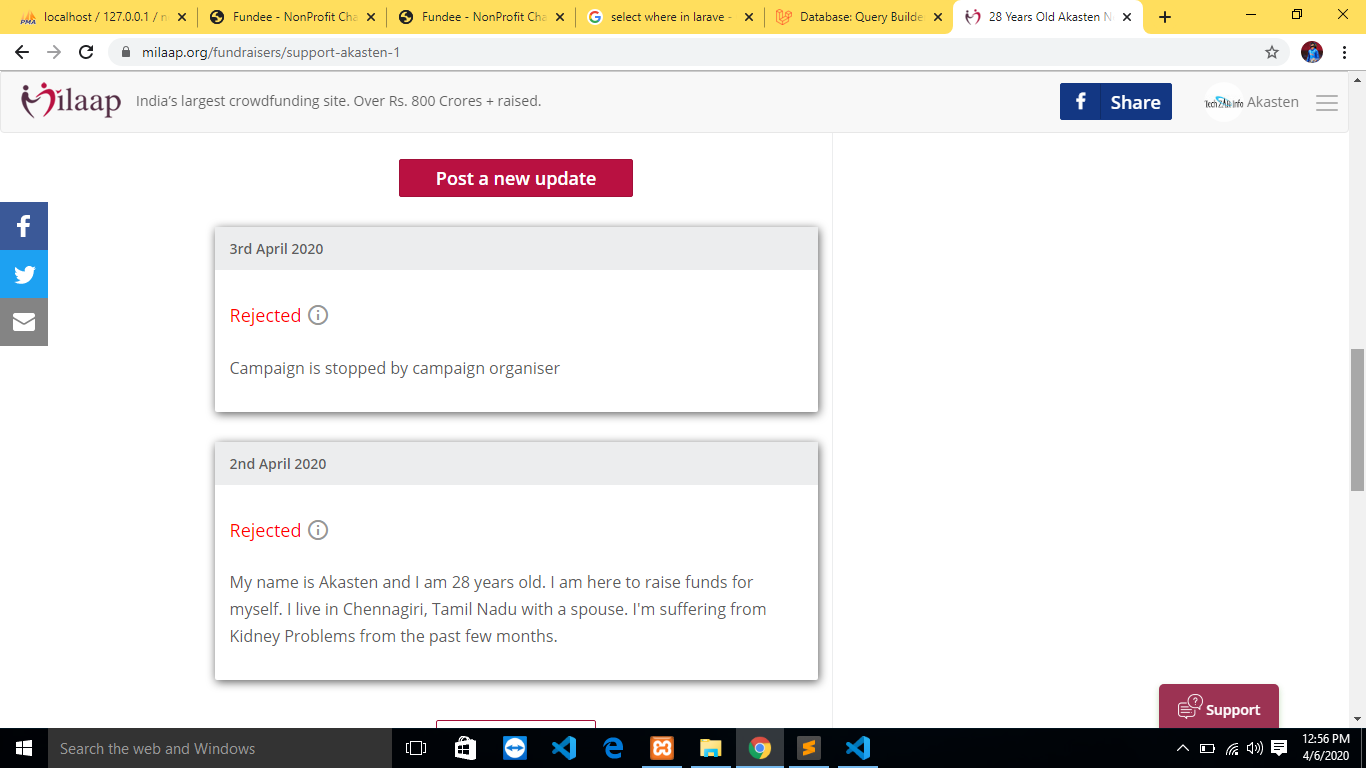 localhost / 127.0.0.1 / n
Fundee - NonProfit Cha
Fundee - NonProfit Cha
select where in larave -
Database: Query Builde
28 Years Old Akasten N
milaap.org/fundraisers/support-akasten-1
milaap
India's largest crowdfunding site. Over Rs. 800 Crores + raised.
f Share
Tech ZAR Info
Akasten
Post a new update
3rd April 2020
Rejected
Campaign is stopped by campaign organiser
2nd April 2020
Rejected
My name is Akasten and I am 28 years old. I am here to raise funds for
myself. I live in Chennagiri, Tamil Nadu with a spouse. I'm suffering from
Kidney Problems from the past few months.
Support
Search the web and Windows
12:56 PM
4/6/2020